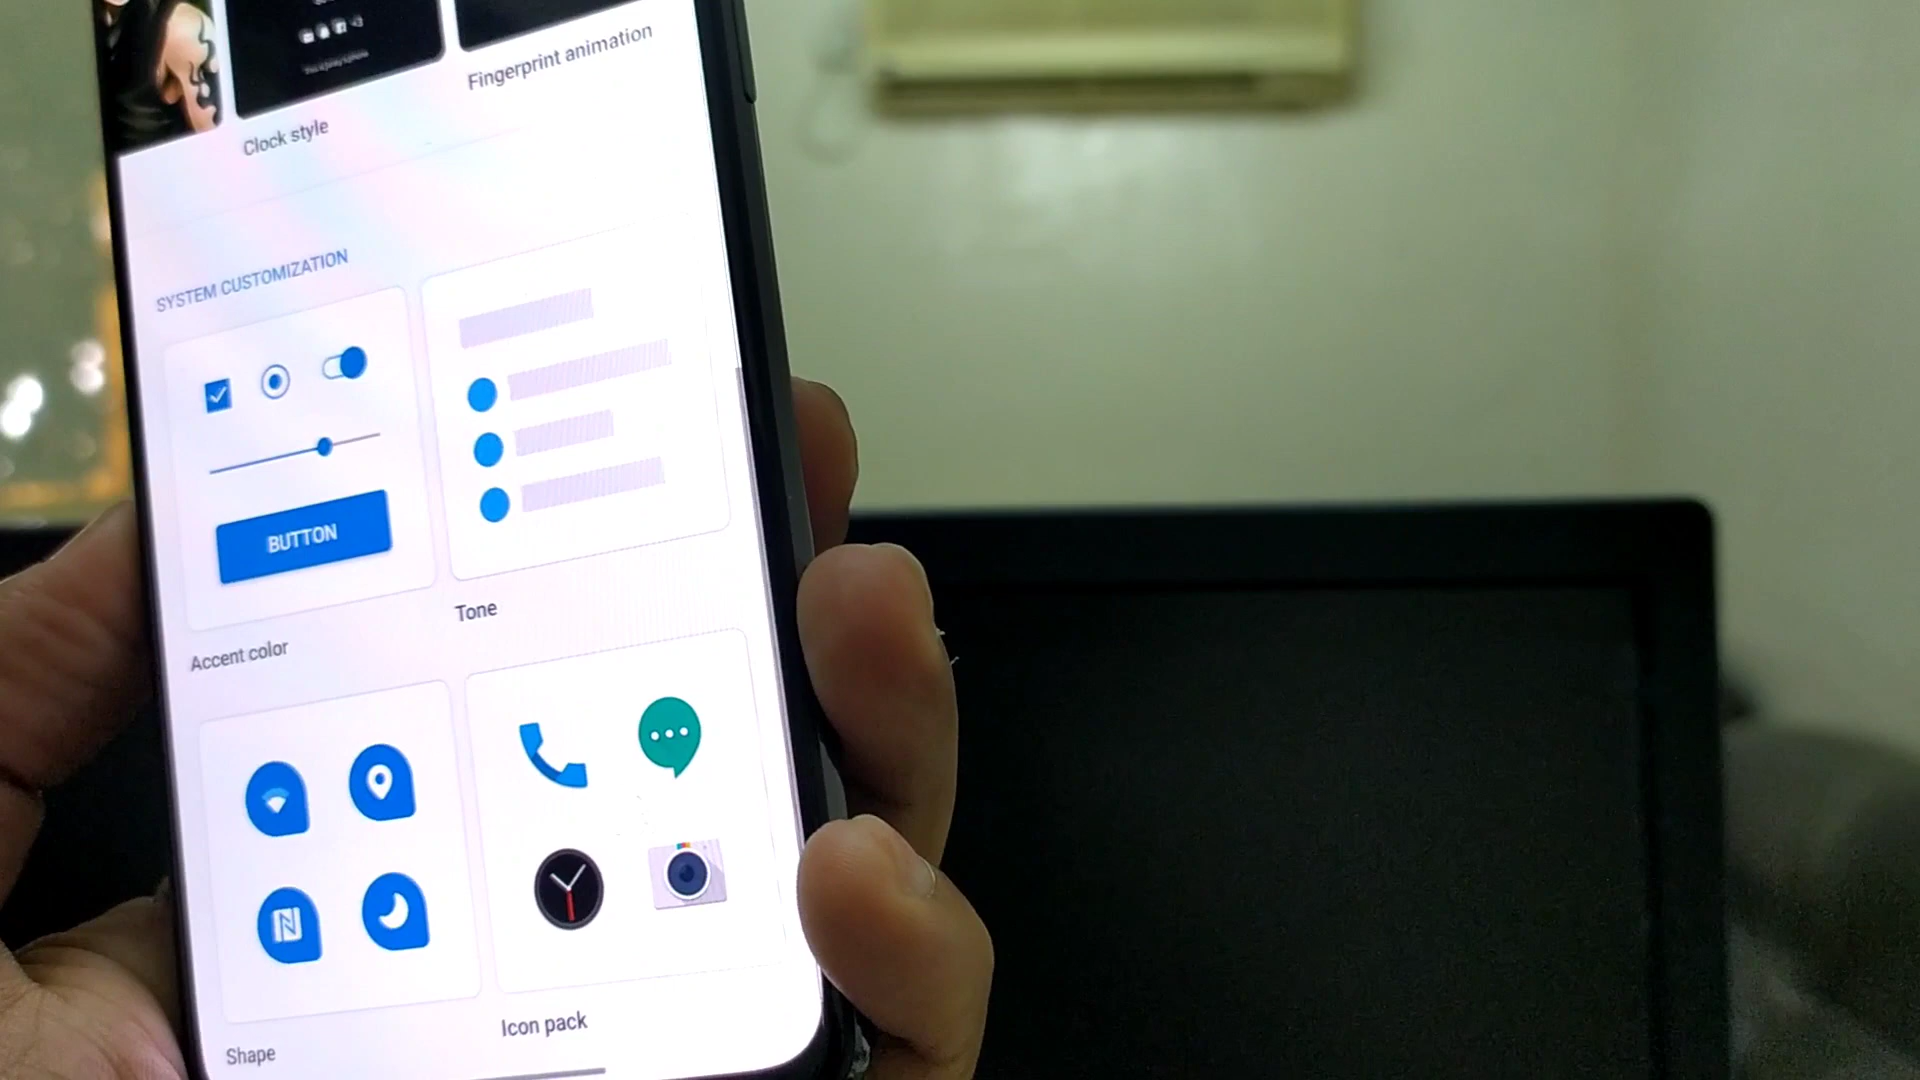 Fingerprint animation
Clock style
SYSTEM CUSTOMIZATION
BUTTON
Tone
Accent color
Icon pack
Shape